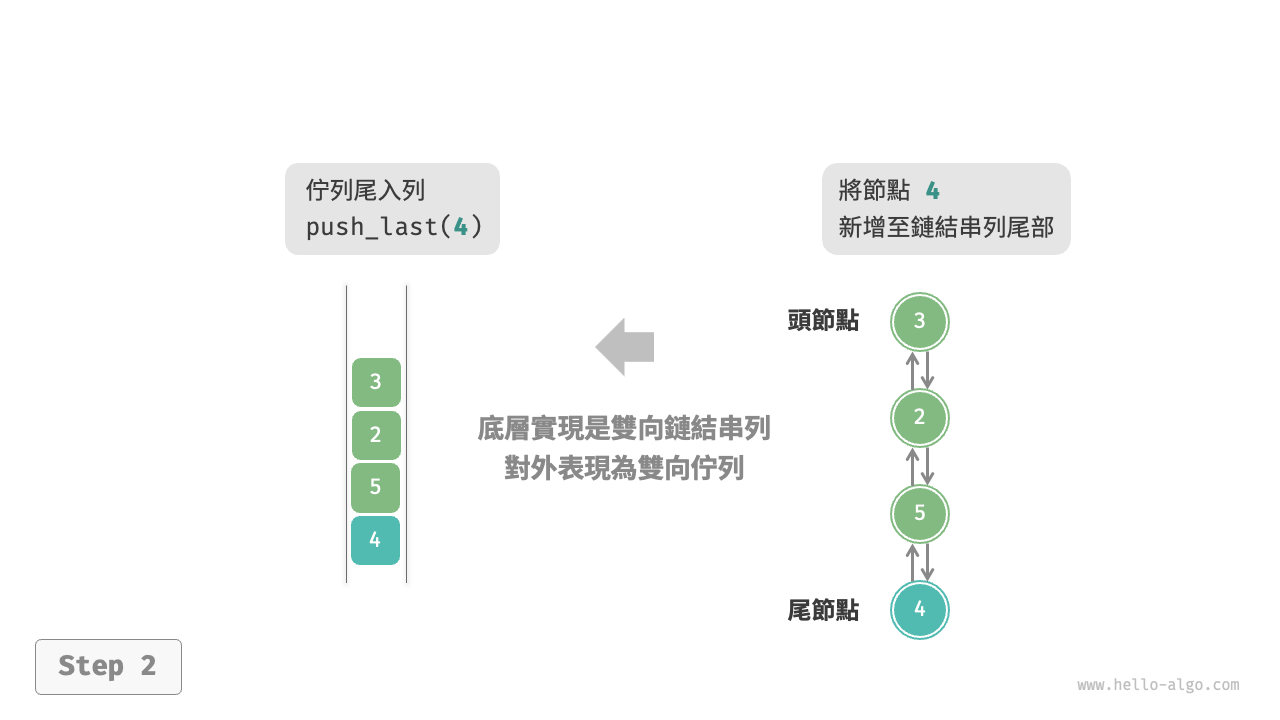 佇列尾入列
push_last(4)
將節點 4
新增至鏈結串列尾部
頭節點
3
2
5
4
尾節點
3
2
5
4
底層實現是雙向鏈結串列
對外表現為雙向佇列
Step 2
www.hello-algo.com